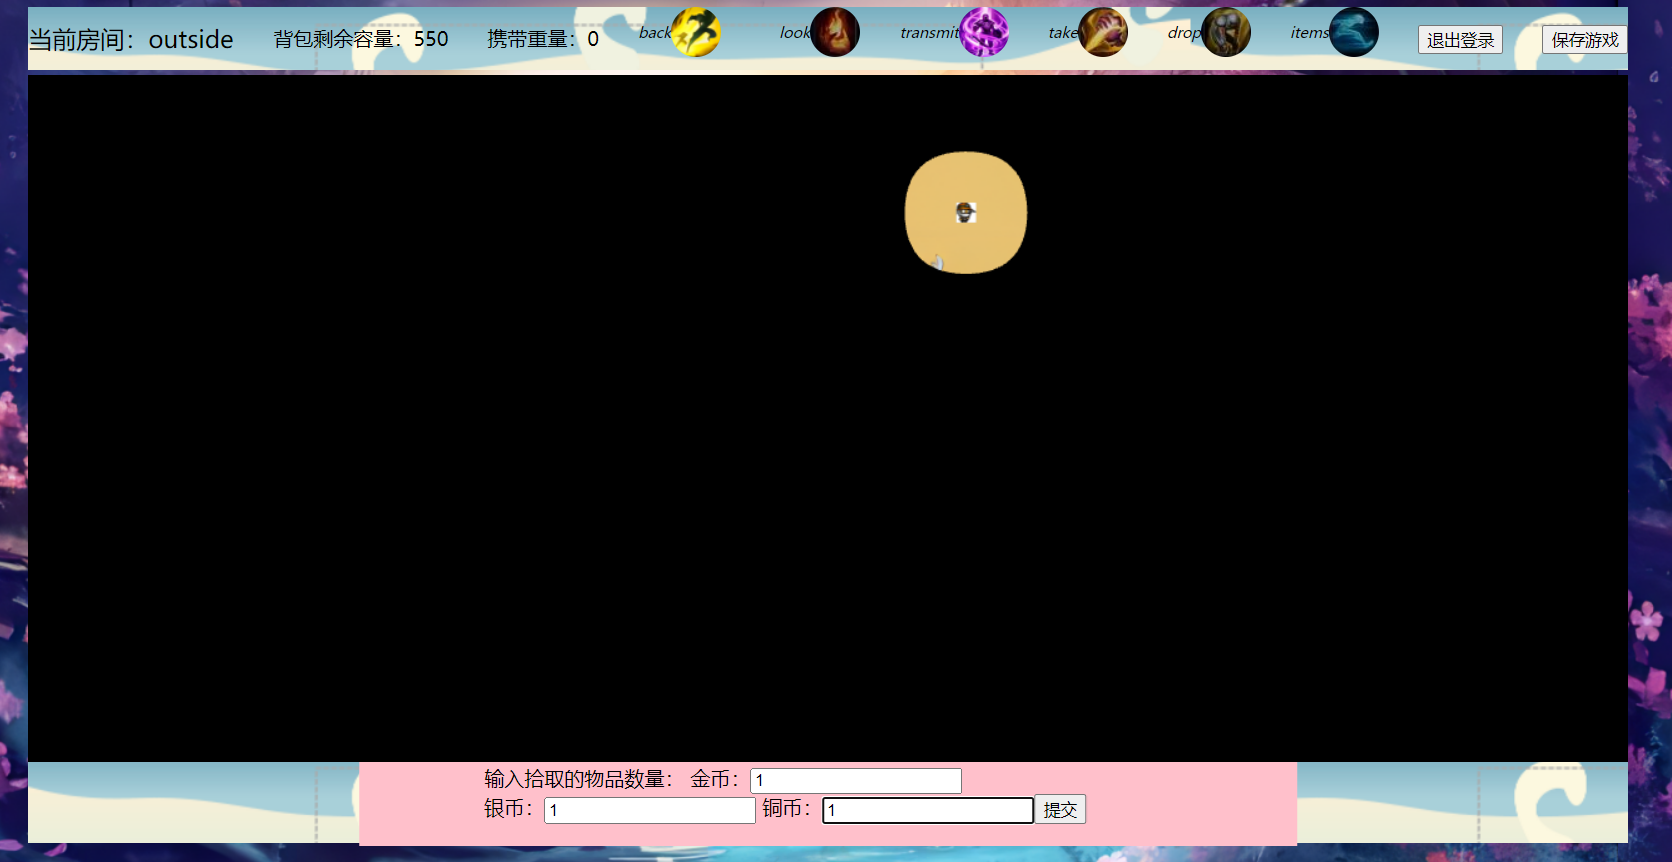 当前房间：outside 背包剩余容量：550 携带重量：0 back look transmit take drop items 退出登录 保存游戏
输入拾取的物品数量： 金币：1
银币：1 铜币：1 提交